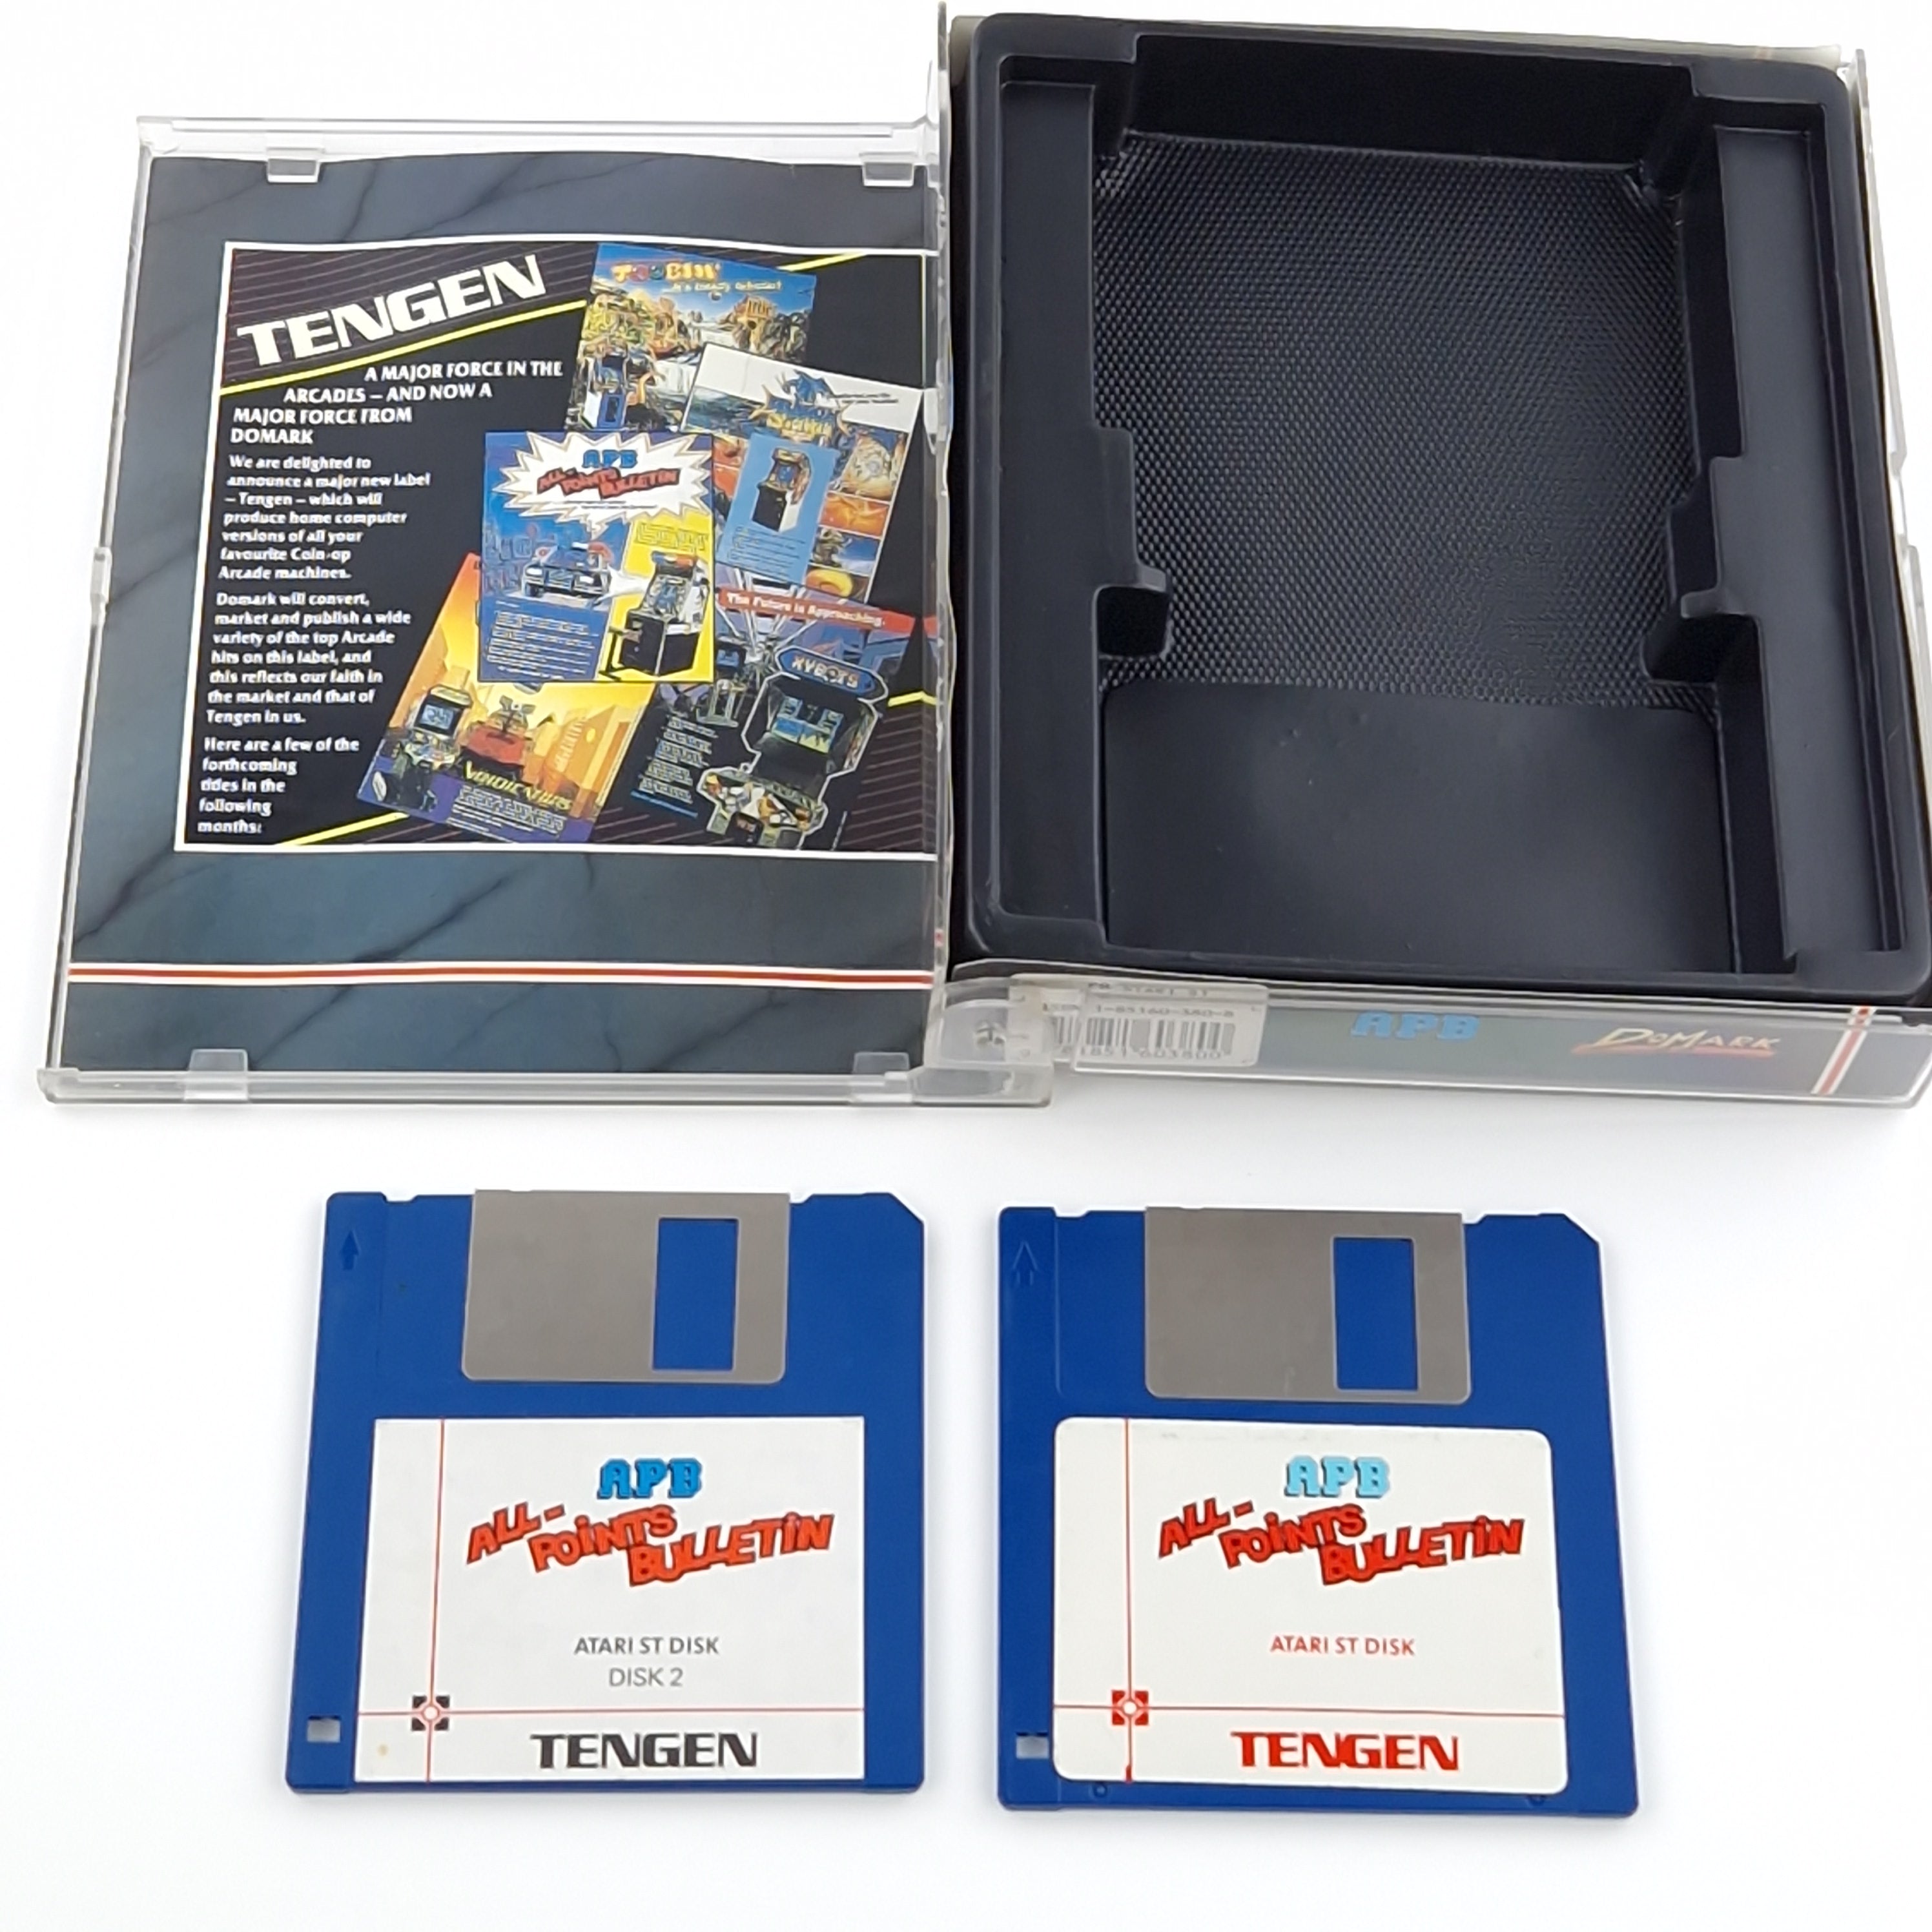 TENGEN
A MAJOR FORCE IN THE
ARCADES – AND NOW A
MAJOR FORCE FROM
DOMARK
We are delighted to
announce a major new label
– Tengen – which will
produce home computer
versions of all your
favourite Coin-op
Arcade machines.
Domark will convert,
market and publish a wide
variety of the top Arcade
hits on this label, and
this reflects our faith in
the market and that of
Tengen in us.
Here are a few of the
forthcoming
titles in the
following
months:
TOOBIN'
APB
ALL-
POINTS
BULLETIN
The Future is Approaching.
XYBOTS
VINDICATORS
1-85160-380-8
APB
DOMARK
APB
ALL-
POINTS
BULLETIN
ATARI ST DISK
DISK 2
TENGEN
APB
ALL-
POINTS
BULLETIN
ATARI ST DISK
TENGEN